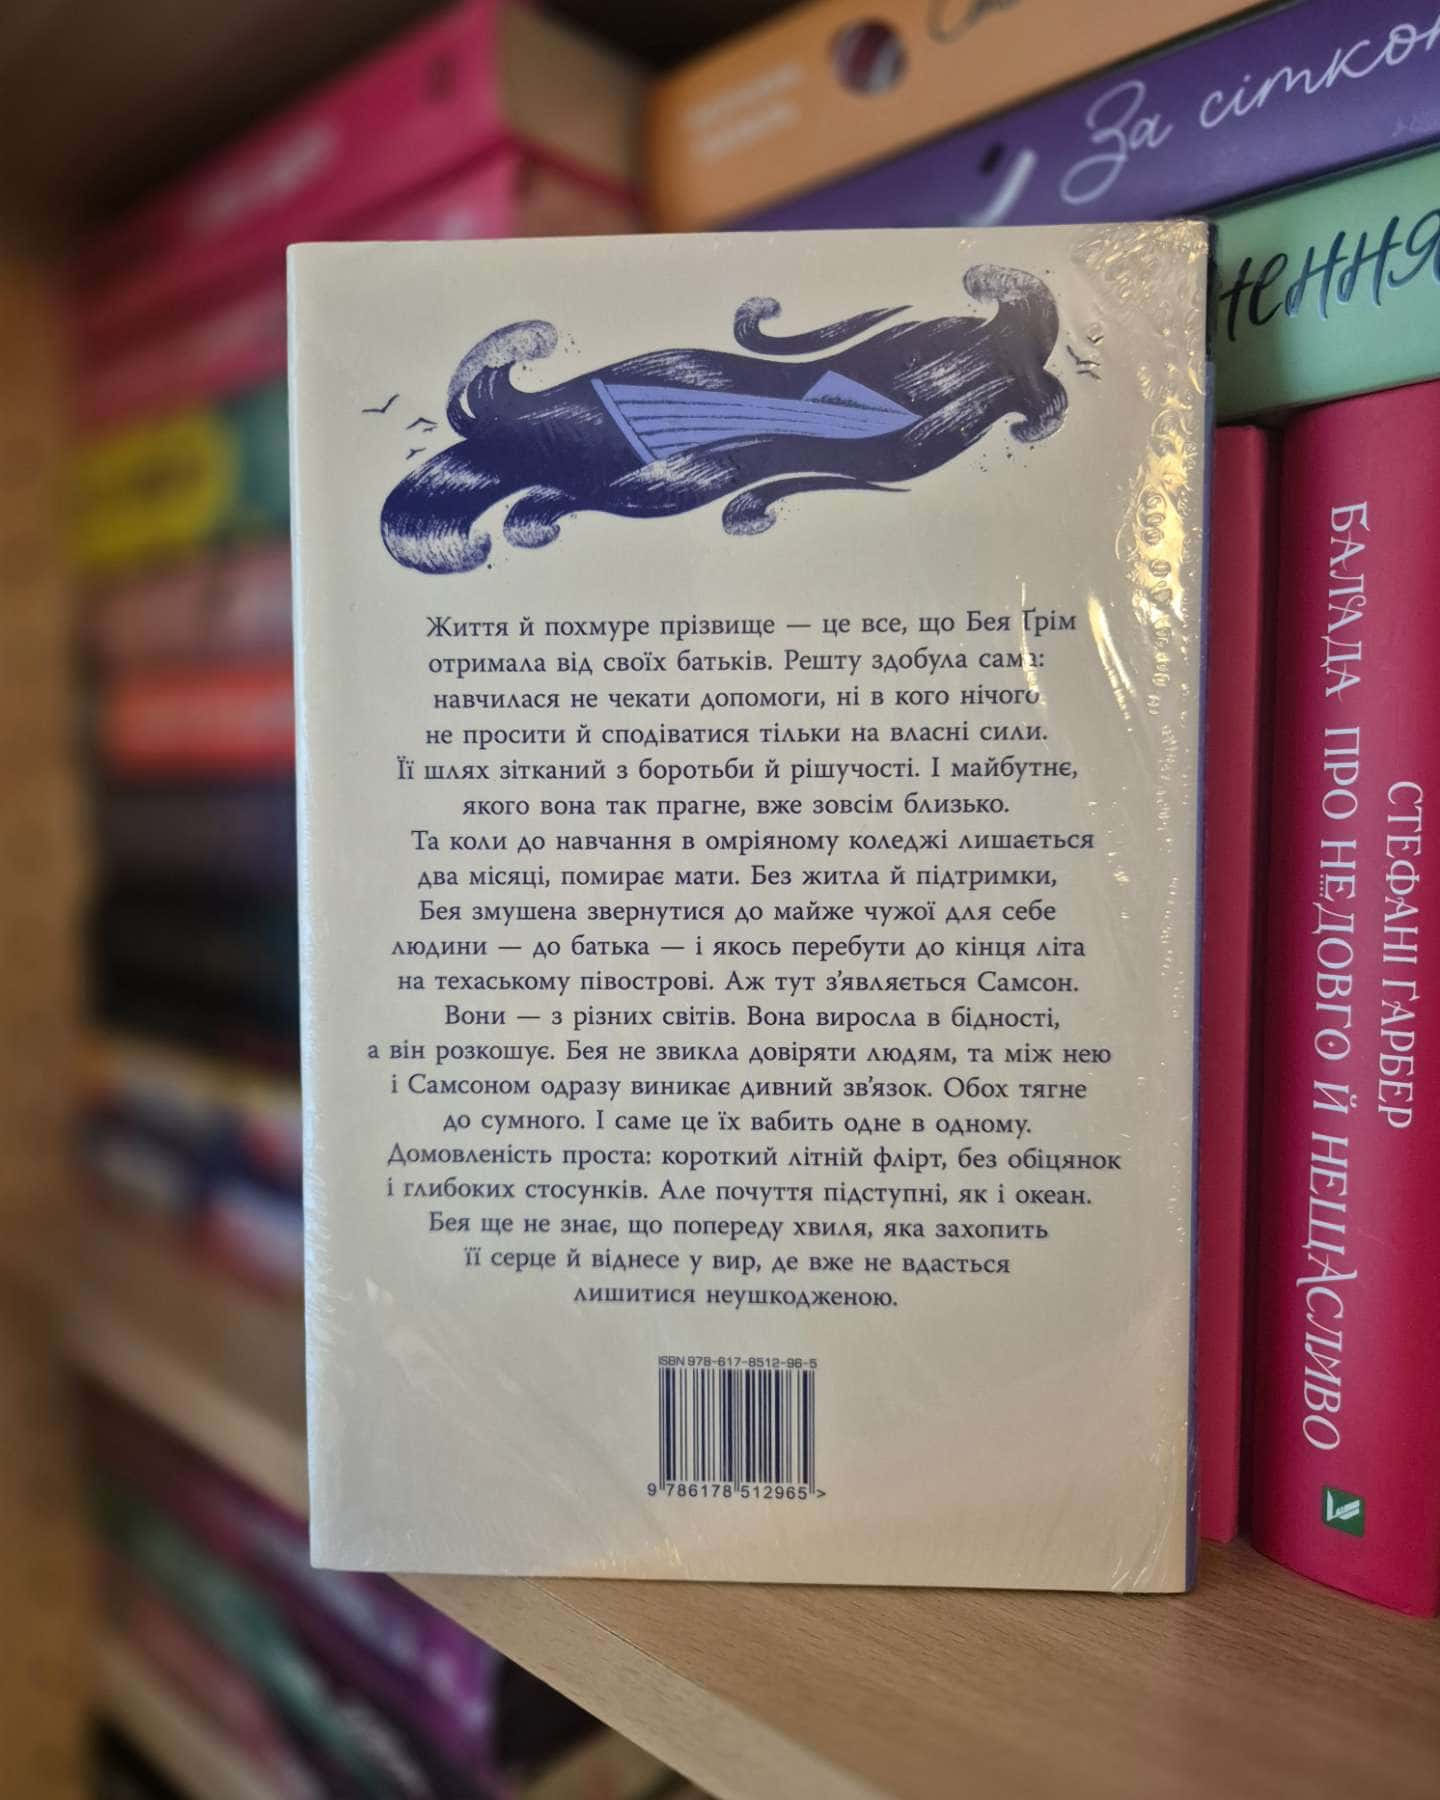 За сіткою
ння
Життя й похмуре прізвище — це все, що Бея Ґрім
отримала від своїх батьків. Решту здобула сама:
навчилася не чекати допомоги, ні в кого нічого
не просити й сподіватися тільки на власні сили.
Її шлях зітканий з боротьби й рішучості. І майбутнє,
якого вона так прагне, вже зовсім близько.
Та коли до навчання в омріяному коледжі лишається
два місяці, помирає мати. Без житла й підтримки,
Бея змушена звернутися до майже чужої для себе
людини — до батька — і якось перебути до кінця літа
на техаському півострові. Аж тут з’являється Самсон.
Вони — з різних світів. Вона виросла в бідності,
а він розкошує. Бея не звикла довіряти людям, та між нею
і Самсоном одразу виникає дивний зв’язок. Обох тягне
до сумного. І саме це їх вабить одне в одному.
Домовленість проста: короткий літній флірт, без обіцянок
і глибоких стосунків. Але почуття підступні, як і океан.
Бея ще не знає, що попереду хвиля, яка захопить
її серце й віднесе у вир, де вже не вдасться
лишитися неушкодженою.
ISBN 978-617-8512-96-5
9 786178 512965 >
СТЕФАНІ ҐАРБЕР
БАЛАДА ПРО НЕДОВГО Й НЕЩАСЛИВО